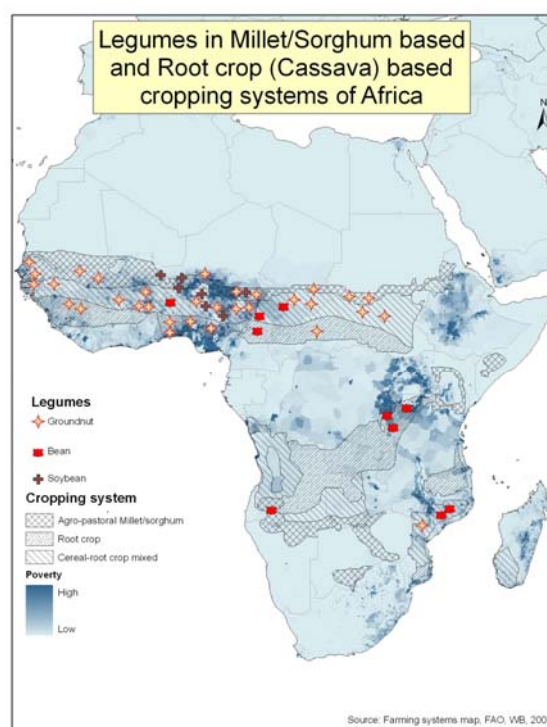 Legumes in Millet/Sorghum based
and Root crop (Cassava) based
cropping systems of Africa
N
Legumes
Groundnut
Bean
Soybean
Cropping system
Agro-pastoral Millet/sorghum
Root crop
Cereal-root crop mixed
Poverty
High
Low
Source: Farming systems map, FAO, WB,